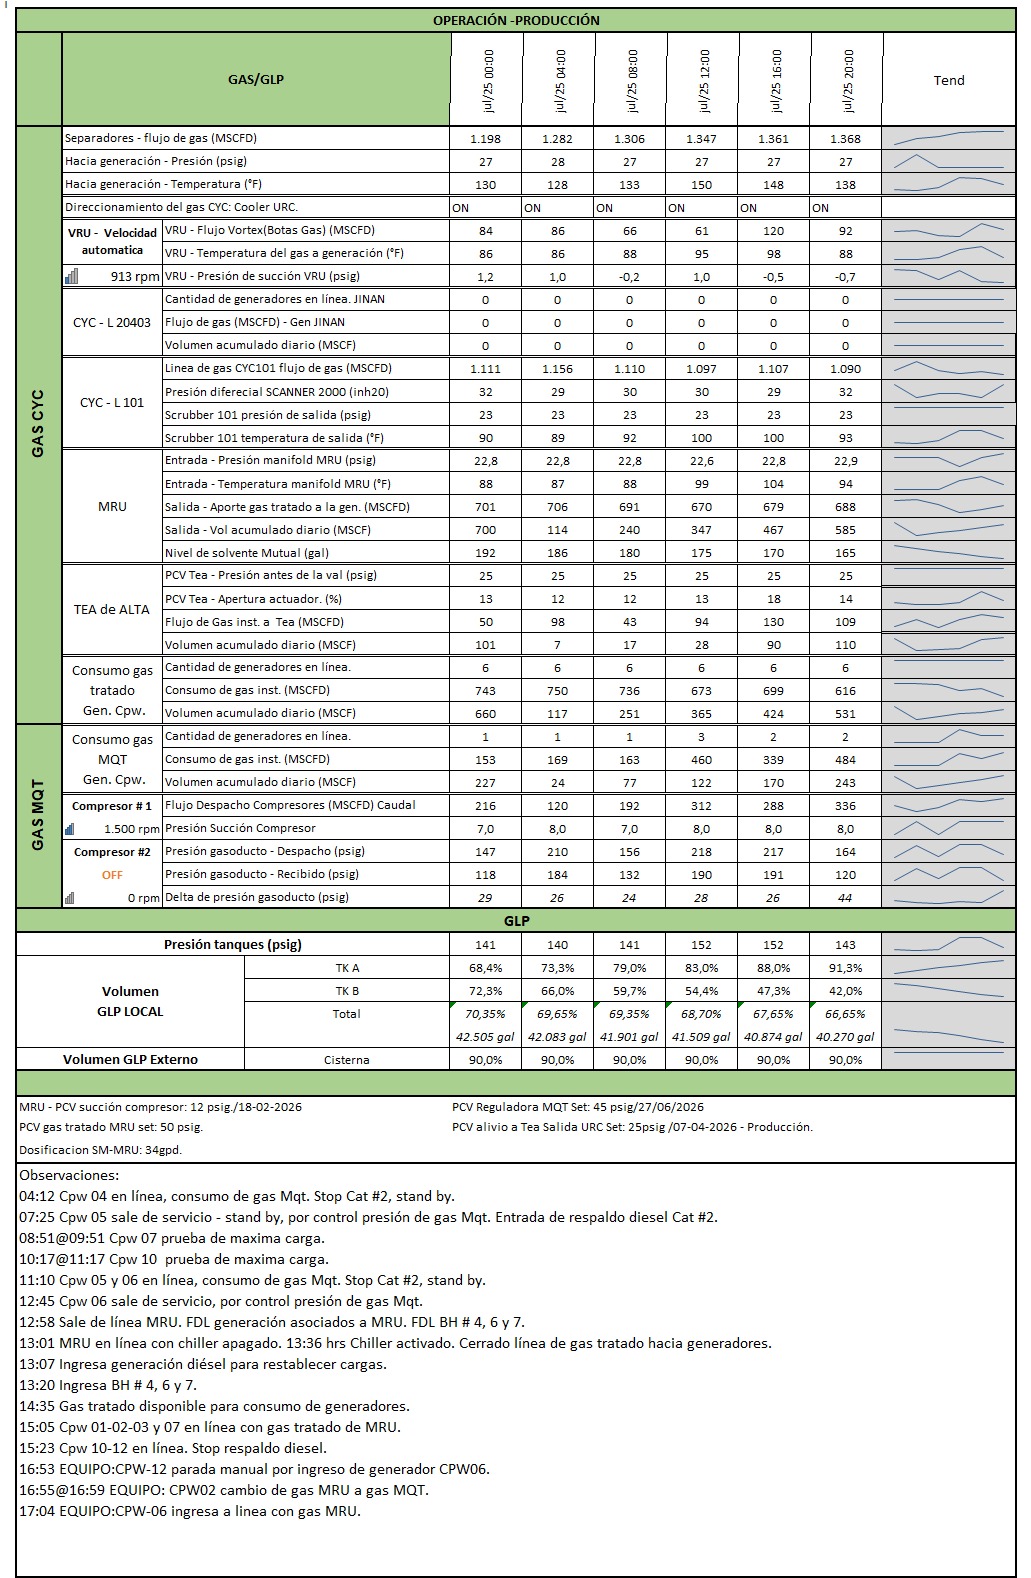 OPERACIÓN -PRODUCCIÓN
GAS/GLP jul/25 00:00 jul/25 04:00 jul/25 08:00 jul/25 12:00 jul/25 16:00 jul/25 20:00 Tend
GAS CYC
Separadores - flujo de gas (MSCFD) 1.198 1.282 1.306 1.347 1.361 1.368
Hacia generación - Presión (psig) 27 28 27 27 27 27
Hacia generación - Temperatura (°F) 130 128 133 150 148 138
Direccionamiento del gas CYC: Cooler URC. ON ON ON ON ON ON
VRU - Velocidad automatica
913 rpm
VRU - Flujo Vortex(Botas Gas) (MSCFD) 84 86 66 61 120 92
VRU - Temperatura del gas a generación (°F) 86 86 88 95 98 88
VRU - Presión de succión VRU (psig) 1,2 1,0 -0,2 1,0 -0,5 -0,7
CYC - L 20403
Cantidad de generadores en línea. JINAN 0 0 0 0 0 0
Flujo de gas (MSCFD) - Gen JINAN 0 0 0 0 0 0
Volumen acumulado diario (MSCF) 0 0 0 0 0 0
CYC - L 101
Linea de gas CYC101 flujo de gas (MSCFD) 1.111 1.156 1.110 1.097 1.107 1.090
Presión diferecial SCANNER 2000 (inh20) 32 29 30 30 29 32
Scrubber 101 presión de salida (psig) 23 23 23 23 23 23
Scrubber 101 temperatura de salida (°F) 90 89 92 100 100 93
MRU
Entrada - Presión manifold MRU (psig) 22,8 22,8 22,8 22,6 22,8 22,9
Entrada - Temperatura manifold MRU (°F) 88 87 88 99 104 94
Salida - Aporte gas tratado a la gen. (MSCFD) 701 706 691 670 679 688
Salida - Vol acumulado diario (MSCF) 700 114 240 347 467 585
Nivel de solvente Mutual (gal) 192 186 180 175 170 165
TEA de ALTA
PCV Tea - Presión antes de la val (psig) 25 25 25 25 25 25
PCV Tea - Apertura actuador. (%) 13 12 12 13 18 14
Flujo de Gas inst. a Tea (MSCFD) 50 98 43 94 130 109
Volumen acumulado diario (MSCF) 101 7 17 28 90 110
Consumo gas tratado Gen. Cpw.
Cantidad de generadores en línea. 6 6 6 6 6 6
Consumo de gas inst. (MSCFD) 743 750 736 673 699 616
Volumen acumulado diario (MSCF) 660 117 251 365 424 531
GAS MQT
Consumo gas MQT Gen. Cpw.
Cantidad de generadores en línea. 1 1 1 3 2 2
Consumo de gas inst. (MSCFD) 153 169 163 460 339 484
Volumen acumulado diario (MSCF) 227 24 77 122 170 243
Compresor # 1
1.500 rpm
Flujo Despacho Compresores (MSCFD) Caudal 216 120 192 312 288 336
Presión Succión Compresor 7,0 8,0 7,0 8,0 8,0 8,0
Compresor #2
OFF
0 rpm
Presión gasoducto - Despacho (psig) 147 210 156 218 217 164
Presión gasoducto - Recibido (psig) 118 184 132 190 191 120
Delta de presión gasoducto (psig) 29 26 24 28 26 44
GLP
Presión tanques (psig) 141 140 141 152 152 143
Volumen GLP LOCAL
TK A 68,4% 73,3% 79,0% 83,0% 88,0% 91,3%
TK B 72,3% 66,0% 59,7% 54,4% 47,3% 42,0%
Total 70,35% 69,65% 69,35% 68,70% 67,65% 66,65%
42.505 gal 42.083 gal 41.901 gal 41.509 gal 40.874 gal 40.270 gal
Volumen GLP Externo Cisterna 90,0% 90,0% 90,0% 90,0% 90,0% 90,0%
MRU - PCV succión compresor: 12 psig./18-02-2026 PCV Reguladora MQT Set: 45 psig/27/06/2026
PCV gas tratado MRU set: 50 psig. PCV alivio a Tea Salida URC Set: 25psig /07-04-2026 - Producción.
Dosificacion SM-MRU: 34gpd.
Observaciones:
04:12 Cpw 04 en línea, consumo de gas Mqt. Stop Cat #2, stand by.
07:25 Cpw 05 sale de servicio - stand by, por control presión de gas Mqt. Entrada de respaldo diesel Cat #2.
08:51@09:51 Cpw 07 prueba de maxima carga.
10:17@11:17 Cpw 10 prueba de maxima carga.
11:10 Cpw 05 y 06 en línea, consumo de gas Mqt. Stop Cat #2, stand by.
12:45 Cpw 06 sale de servicio, por control presión de gas Mqt.
12:58 Sale de línea MRU. FDL generación asociados a MRU. FDL BH # 4, 6 y 7.
13:01 MRU en línea con chiller apagado. 13:36 hrs Chiller activado. Cerrado línea de gas tratado hacia generadores.
13:07 Ingresa generación diésel para restablecer cargas.
13:20 Ingresa BH # 4, 6 y 7.
14:35 Gas tratado disponible para consumo de generadores.
15:05 Cpw 01-02-03 y 07 en línea con gas tratado de MRU.
15:23 Cpw 10-12 en línea. Stop respaldo diesel.
16:53 EQUIPO:CPW-12 parada manual por ingreso de generador CPW06.
16:55@16:59 EQUIPO: CPW02 cambio de gas MRU a gas MQT.
17:04 EQUIPO:CPW-06 ingresa a linea con gas MRU.